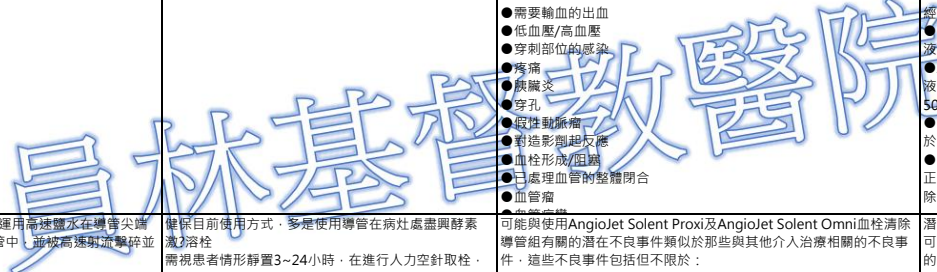 ●需要輸血的出血
●低血壓/高血壓
●穿刺部位的感染
●疼痛
●胰臟炎
●穿孔
●假性動脈瘤
●對造影劑起反應
●血栓形成/阻塞
●已處理血管的整體閉合
●血管瘤
經
●
液
●
液
50
●
於
●
正
除
員林基督教醫院
運用高速鹽水在導管尖端
管中，並被高速射流擊碎並
健保目前使用方式，多是使用導管在病灶處盡興酵素
激?溶栓
需視患者情形靜置3~24小時，在進行人力空針取栓，
可能與使用AngioJet Solent Proxi及AngioJet Solent Omni血栓清除
導管組有關的潛在不良事件類似於那些與其他介入治療相關的不良事
件，這些不良事件包括但不限於：
潛
可
的